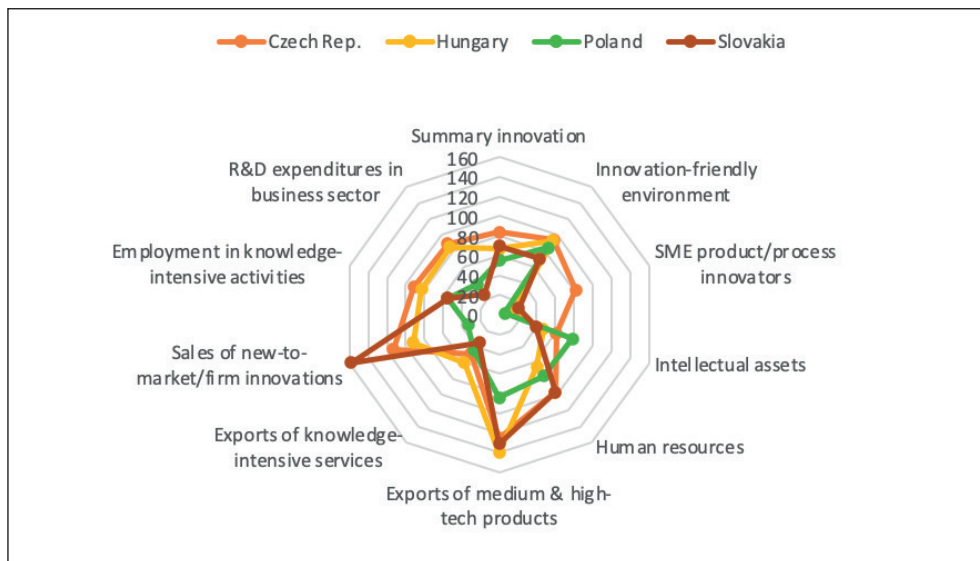 Czech Rep. Hungary Poland Slovakia
Summary innovation
160
140
120
100
80
60
40
20
0
Innovation-friendly
environment
SME product/process
innovators
Intellectual assets
Human resources
Exports of medium & high-
tech products
Exports of knowledge-
intensive services
Sales of new-to-
market/firm innovations
Employment in knowledge-
intensive activities
R&D expenditures in
business sector